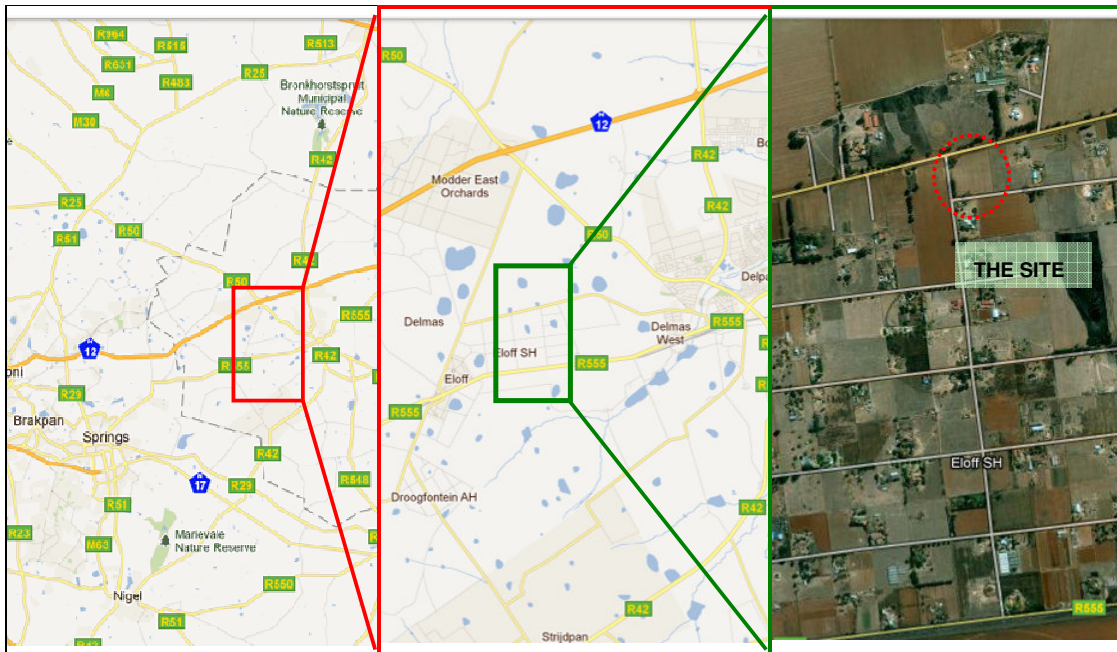 R104
R515
R513
R631
R25
R483
M6
Bronkhorstspruit
Municipal
Nature Reserve
M30
R42
R25
R50
R51
R42
R50
R555
12
R42
R555
oni
R29
Brakpan
Springs
R42
17
R29
R548
R51
R23
Marievale
Nature Reserve
M63
R550
Nigel
R51
R50
N
12
R42
Modder East
Orchards
R42
R50
Delmas
Delmas
West
R555
Eloff SH
R555
Eloff
R555
Droogfontein AH
R42
R42
Strijdpan
THE SITE
Eloff SH
R555